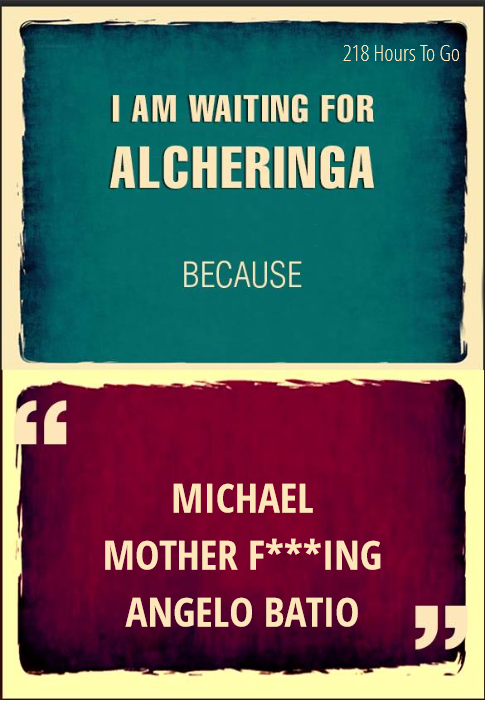 218 Hours To Go
I AM WAITING FOR
ALCHERINGA
BECAUSE
“
MICHAEL
MOTHER F***ING
ANGELO BATIO
”